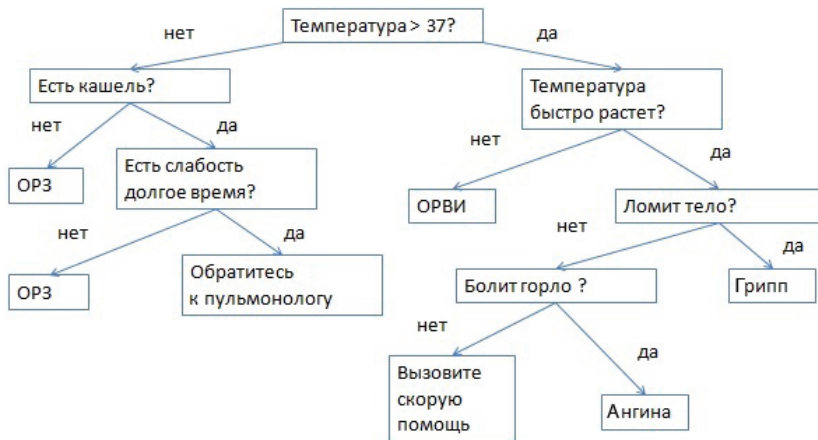 Температура > 37?
нет
да
Есть кашель?
Температура
быстро растет?
нет
да
нет
да
ОРЗ
Есть слабость
долгое время?
ОРВИ
Ломит тело?
нет
да
нет
да
ОРЗ
Обратитесь
к пульмонологу
Болит горло ?
Грипп
нет
да
Вызовите
скорую
помощь
Ангина